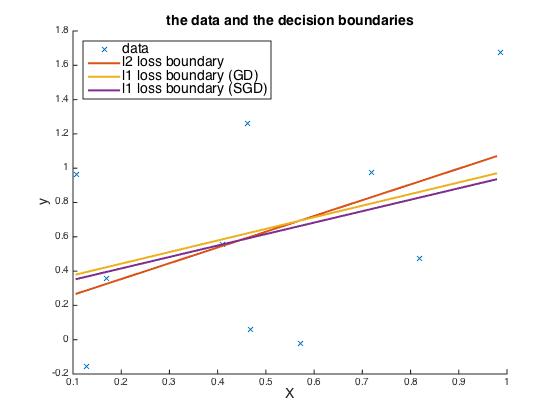 the data and the decision boundaries
1.8
1.6
1.4
1.2
1
0.8
0.6
0.4
0.2
0
-0.2
y
data
l2 loss boundary
l1 loss boundary (GD)
l1 loss boundary (SGD)
0.1 0.2 0.3 0.4 0.5 0.6 0.7 0.8 0.9 1
X